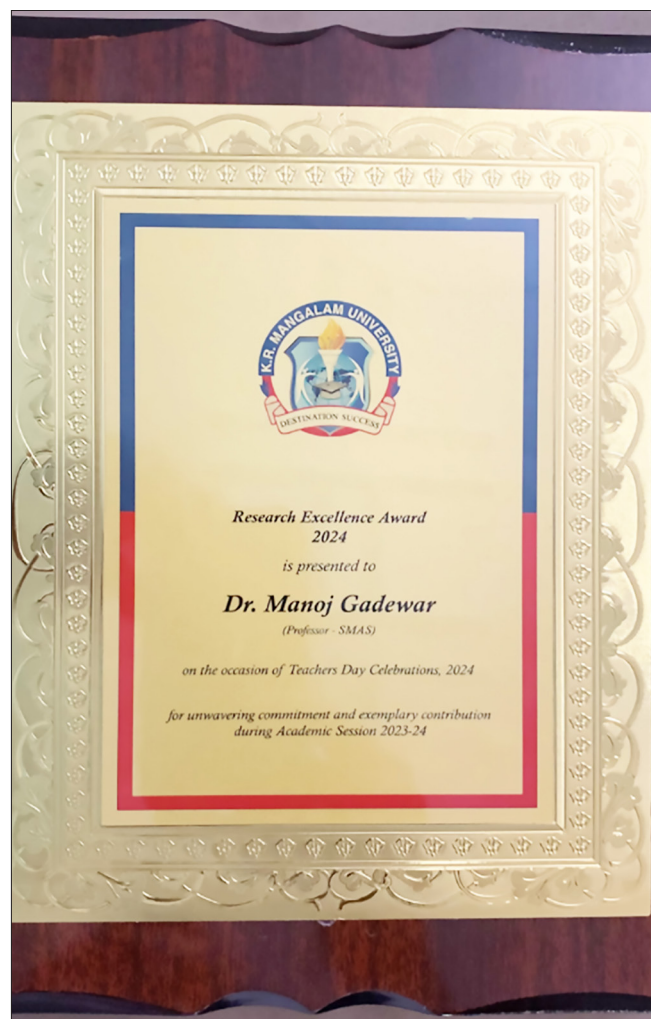 K.R. MANGALAM UNIVERSITY
DESTINATION SUCCESS
Research Excellence Award
2024
is presented to
Dr. Manoj Gadewar
(Professor - SMAS)
on the occasion of Teachers Day Celebrations, 2024
for unwavering commitment and exemplary contribution
during Academic Session 2023-24